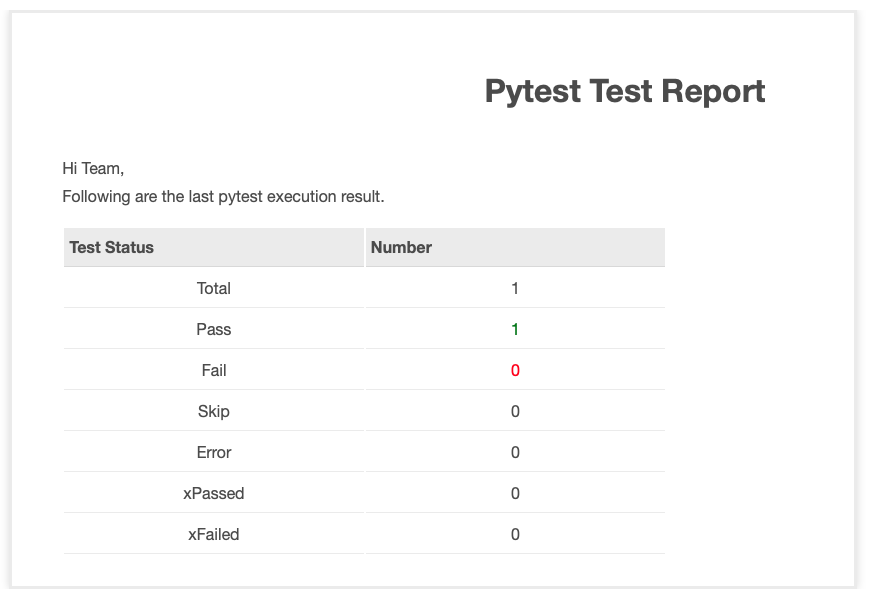 Pytest Test Report
Hi Team,
Following are the last pytest execution result.
Test Status Number
Total 1
Pass 1
Fail 0
Skip 0
Error 0
xPassed 0
xFailed 0